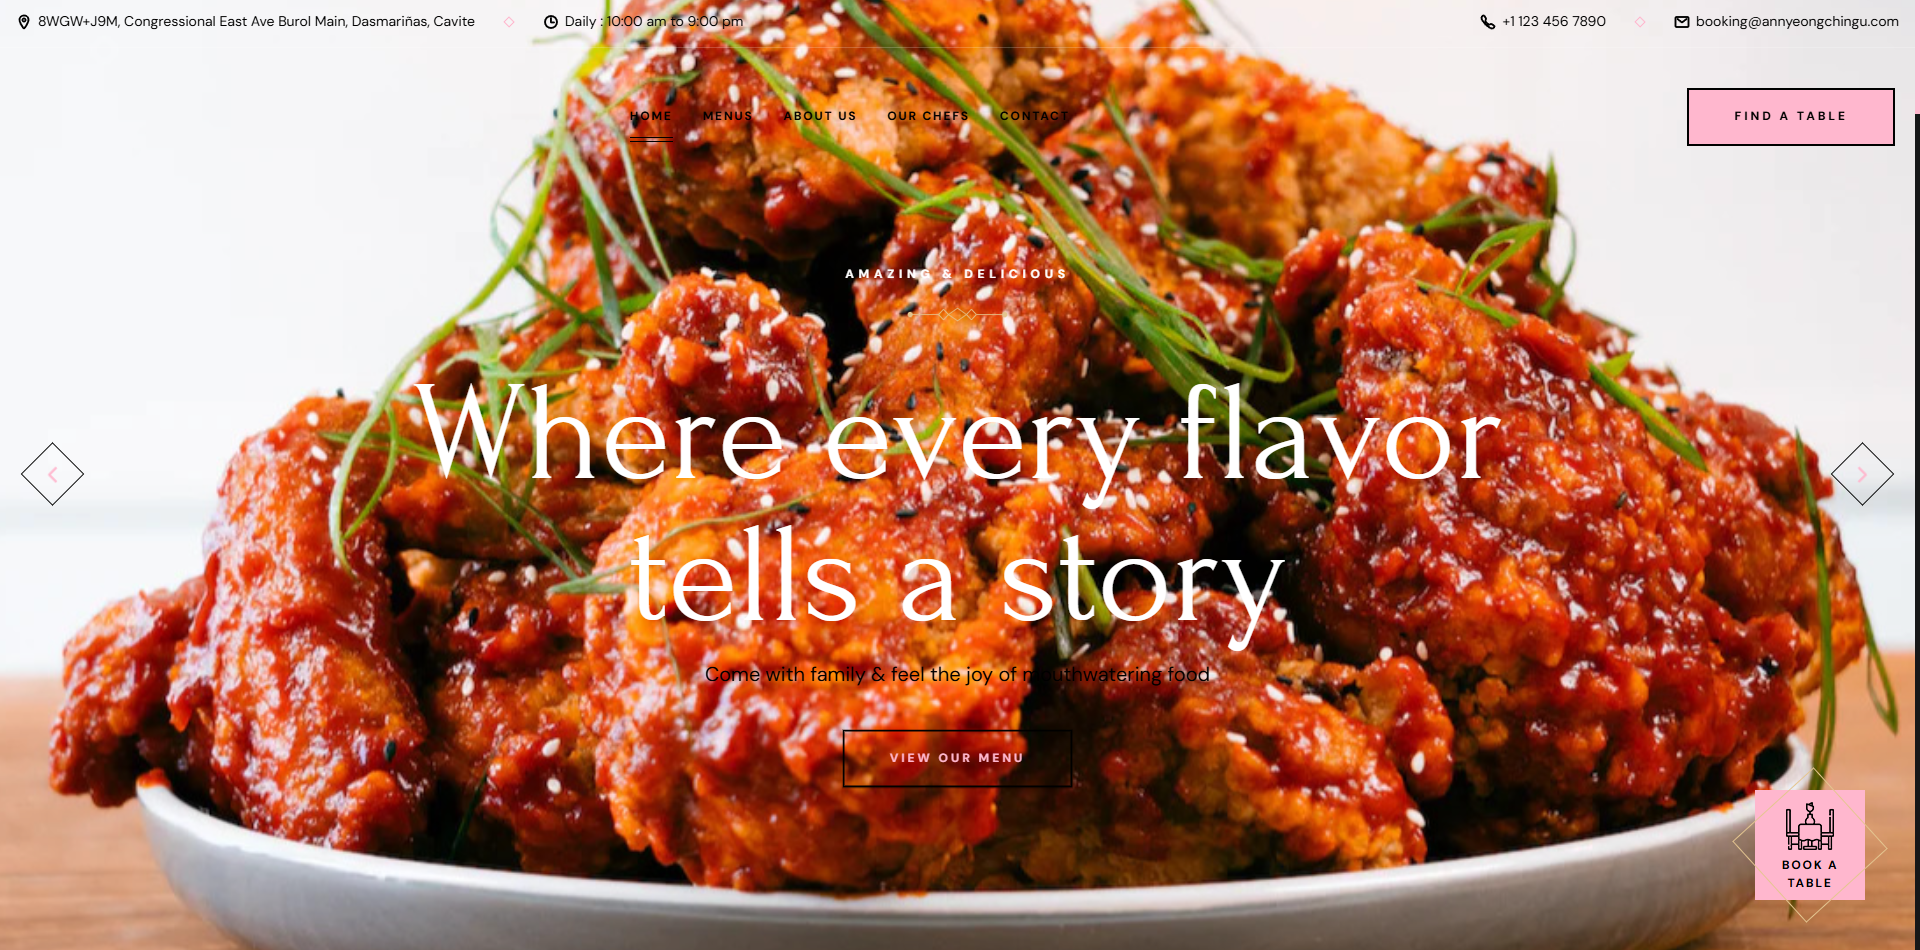 8WGW+J9M, Congressional East Ave Burol Main, Dasmariñas, Cavite
Daily : 10:00 am to 9:00 pm
+1 123 456 7890
booking@annyeongchingu.com
HOME MENUS ABOUT US OUR CHEFS CONTACT
FIND A TABLE
AMAZING & DELICIOUS
Where every flavor
tells a story
Come with family & feel the joy of mouthwatering food
VIEW OUR MENU
BOOK A
TABLE